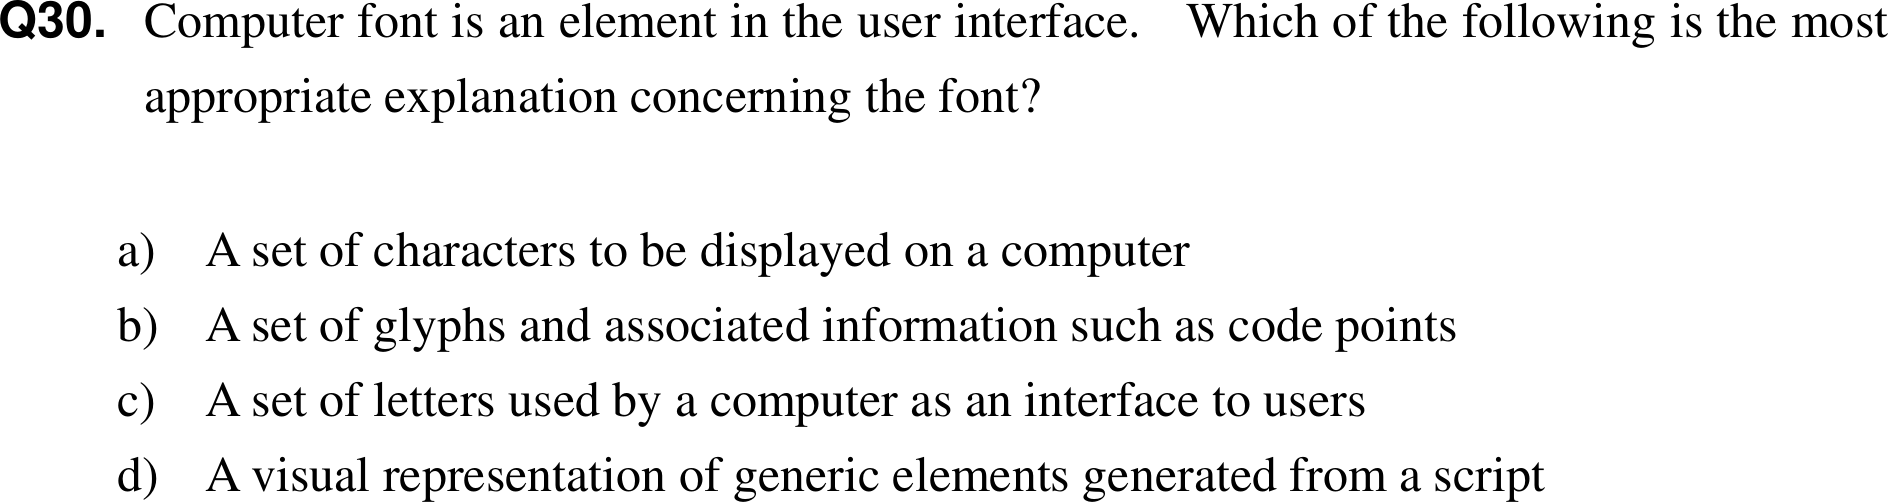 Q30. Computer font is an element in the user interface. Which of the following is the most
appropriate explanation concerning the font?
a) A set of characters to be displayed on a computer
b) A set of glyphs and associated information such as code points
c) A set of letters used by a computer as an interface to users
d) A visual representation of generic elements generated from a script